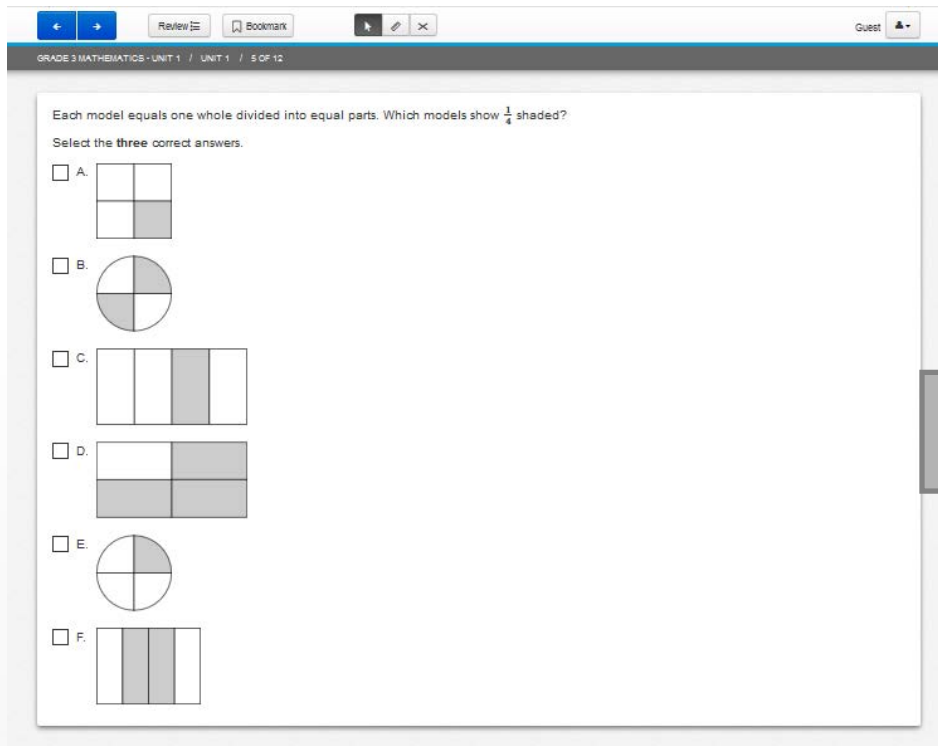 Review
Bookmark
Guest
GRADE 3 MATHEMATICS - UNIT 1 / UNIT 1 / 5 OF 12
Each model equals one whole divided into equal parts. Which models show 1/4 shaded?
Select the three correct answers.
A.
B.
C.
D.
E.
F.